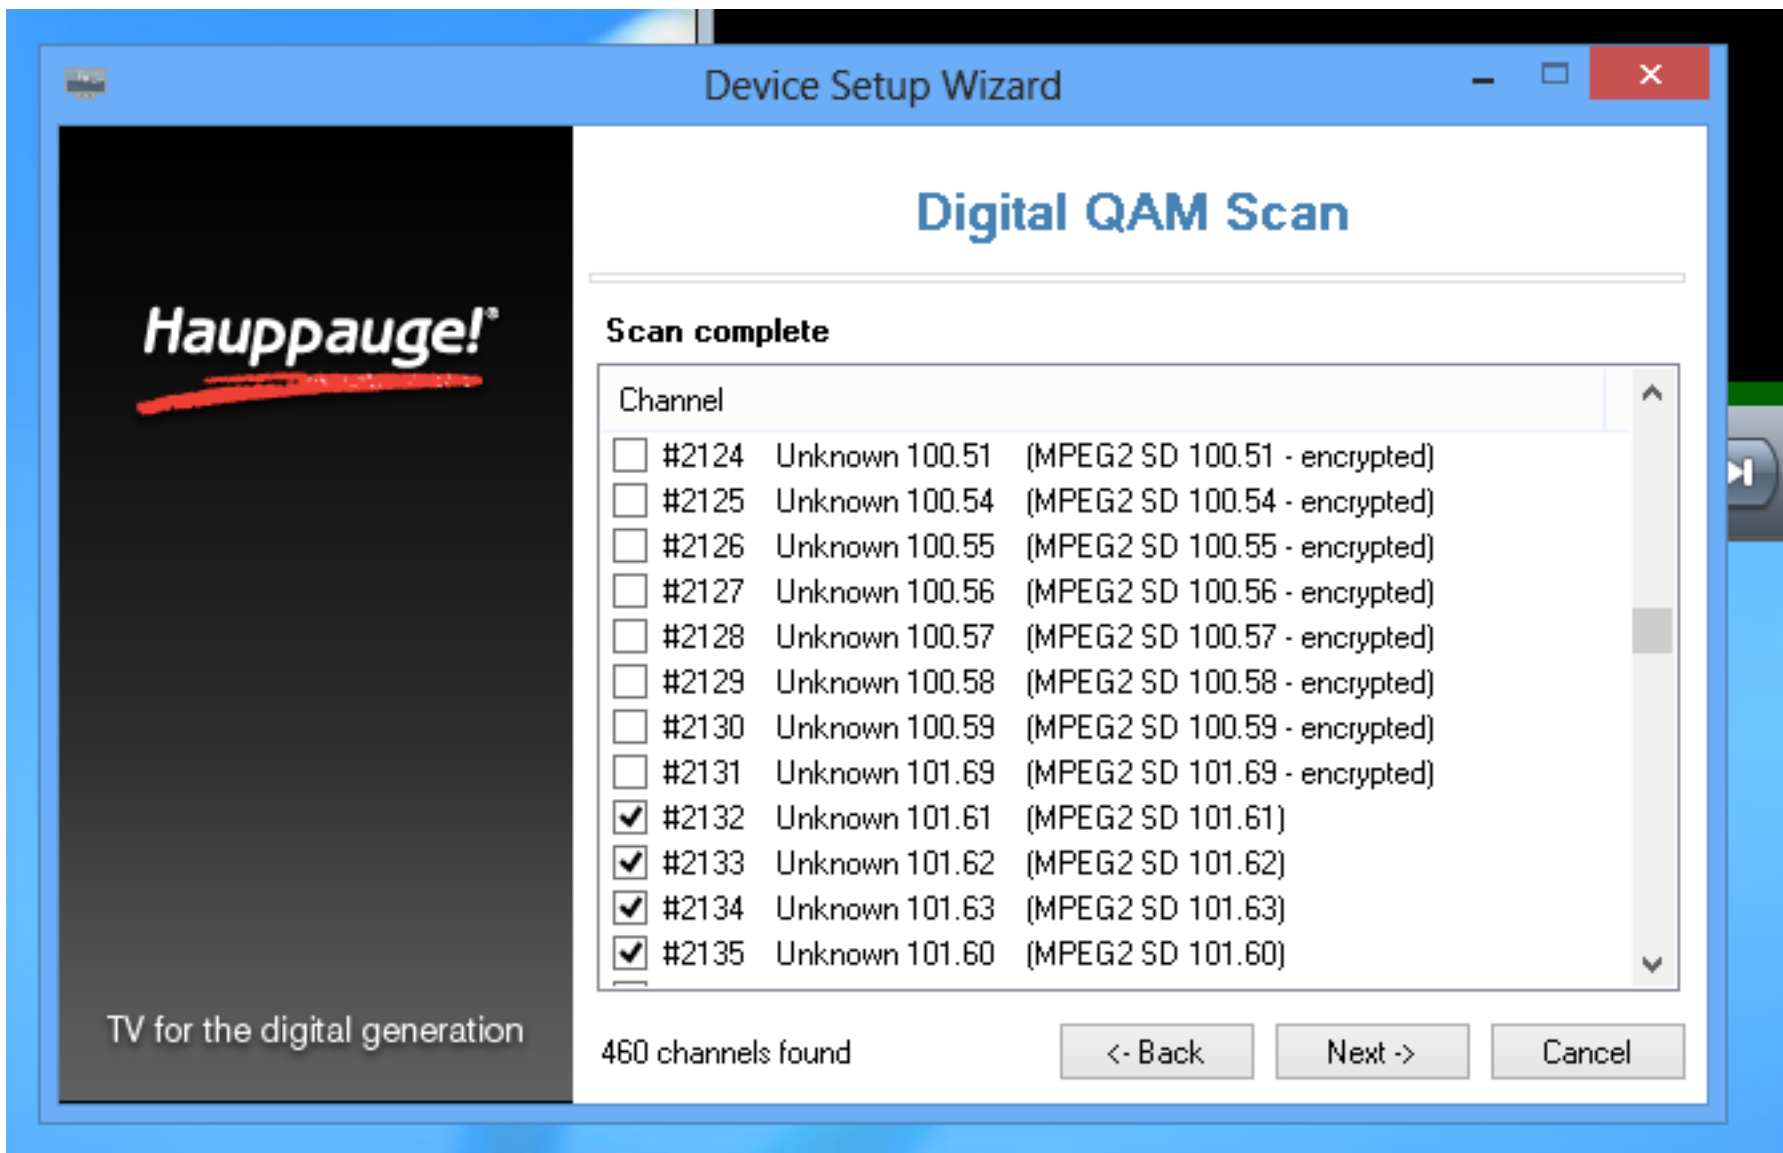 Device Setup Wizard
Hauppauge!®
TV for the digital generation
Digital QAM Scan
Scan complete
Channel
#2124 Unknown 100.51 (MPEG2 SD 100.51 - encrypted)
#2125 Unknown 100.54 (MPEG2 SD 100.54 - encrypted)
#2126 Unknown 100.55 (MPEG2 SD 100.55 - encrypted)
#2127 Unknown 100.56 (MPEG2 SD 100.56 - encrypted)
#2128 Unknown 100.57 (MPEG2 SD 100.57 - encrypted)
#2129 Unknown 100.58 (MPEG2 SD 100.58 - encrypted)
#2130 Unknown 100.59 (MPEG2 SD 100.59 - encrypted)
#2131 Unknown 101.69 (MPEG2 SD 101.69 - encrypted)
#2132 Unknown 101.61 (MPEG2 SD 101.61)
#2133 Unknown 101.62 (MPEG2 SD 101.62)
#2134 Unknown 101.63 (MPEG2 SD 101.63)
#2135 Unknown 101.60 (MPEG2 SD 101.60)
460 channels found
<- Back
Next ->
Cancel